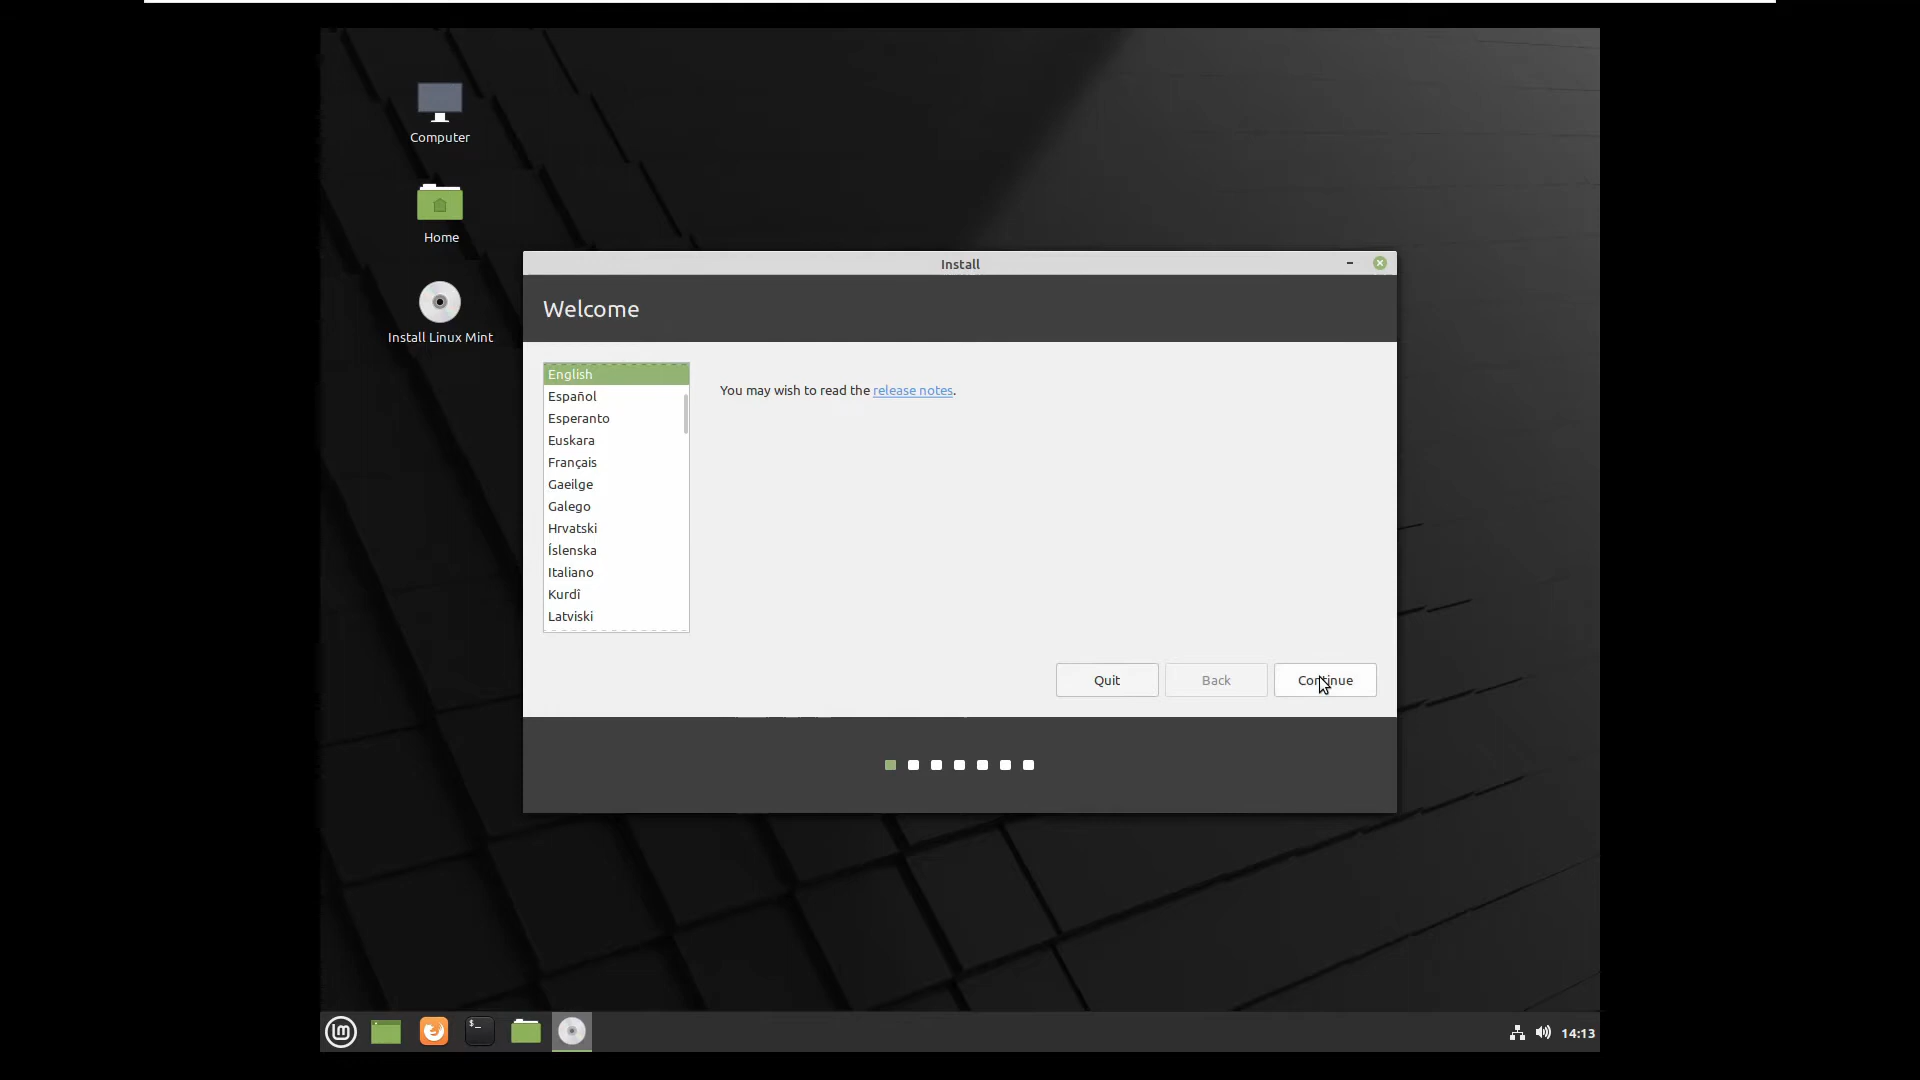 Computer
Home
Install Linux Mint
Install
Welcome
English
Español
Esperanto
Euskara
Français
Gaeilge
Galego
Hrvatski
Íslenska
Italiano
Kurdî
Latviski
You may wish to read the release notes.
Quit
Back
Continue
$_
14:13